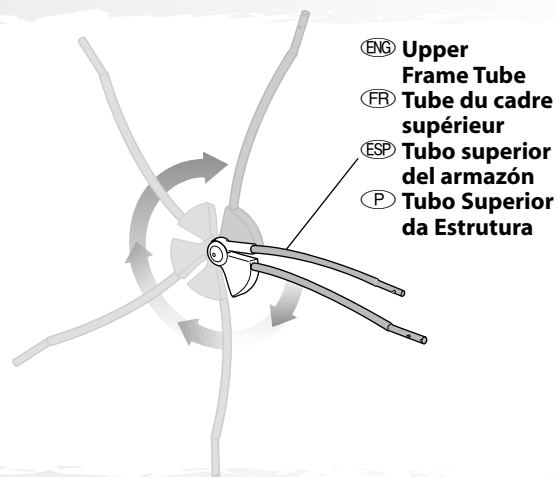 ENG Upper
Frame Tube
FR Tube du cadre
supérieur
ESP Tubo superior
del armazón
P Tubo Superior
da Estrutura